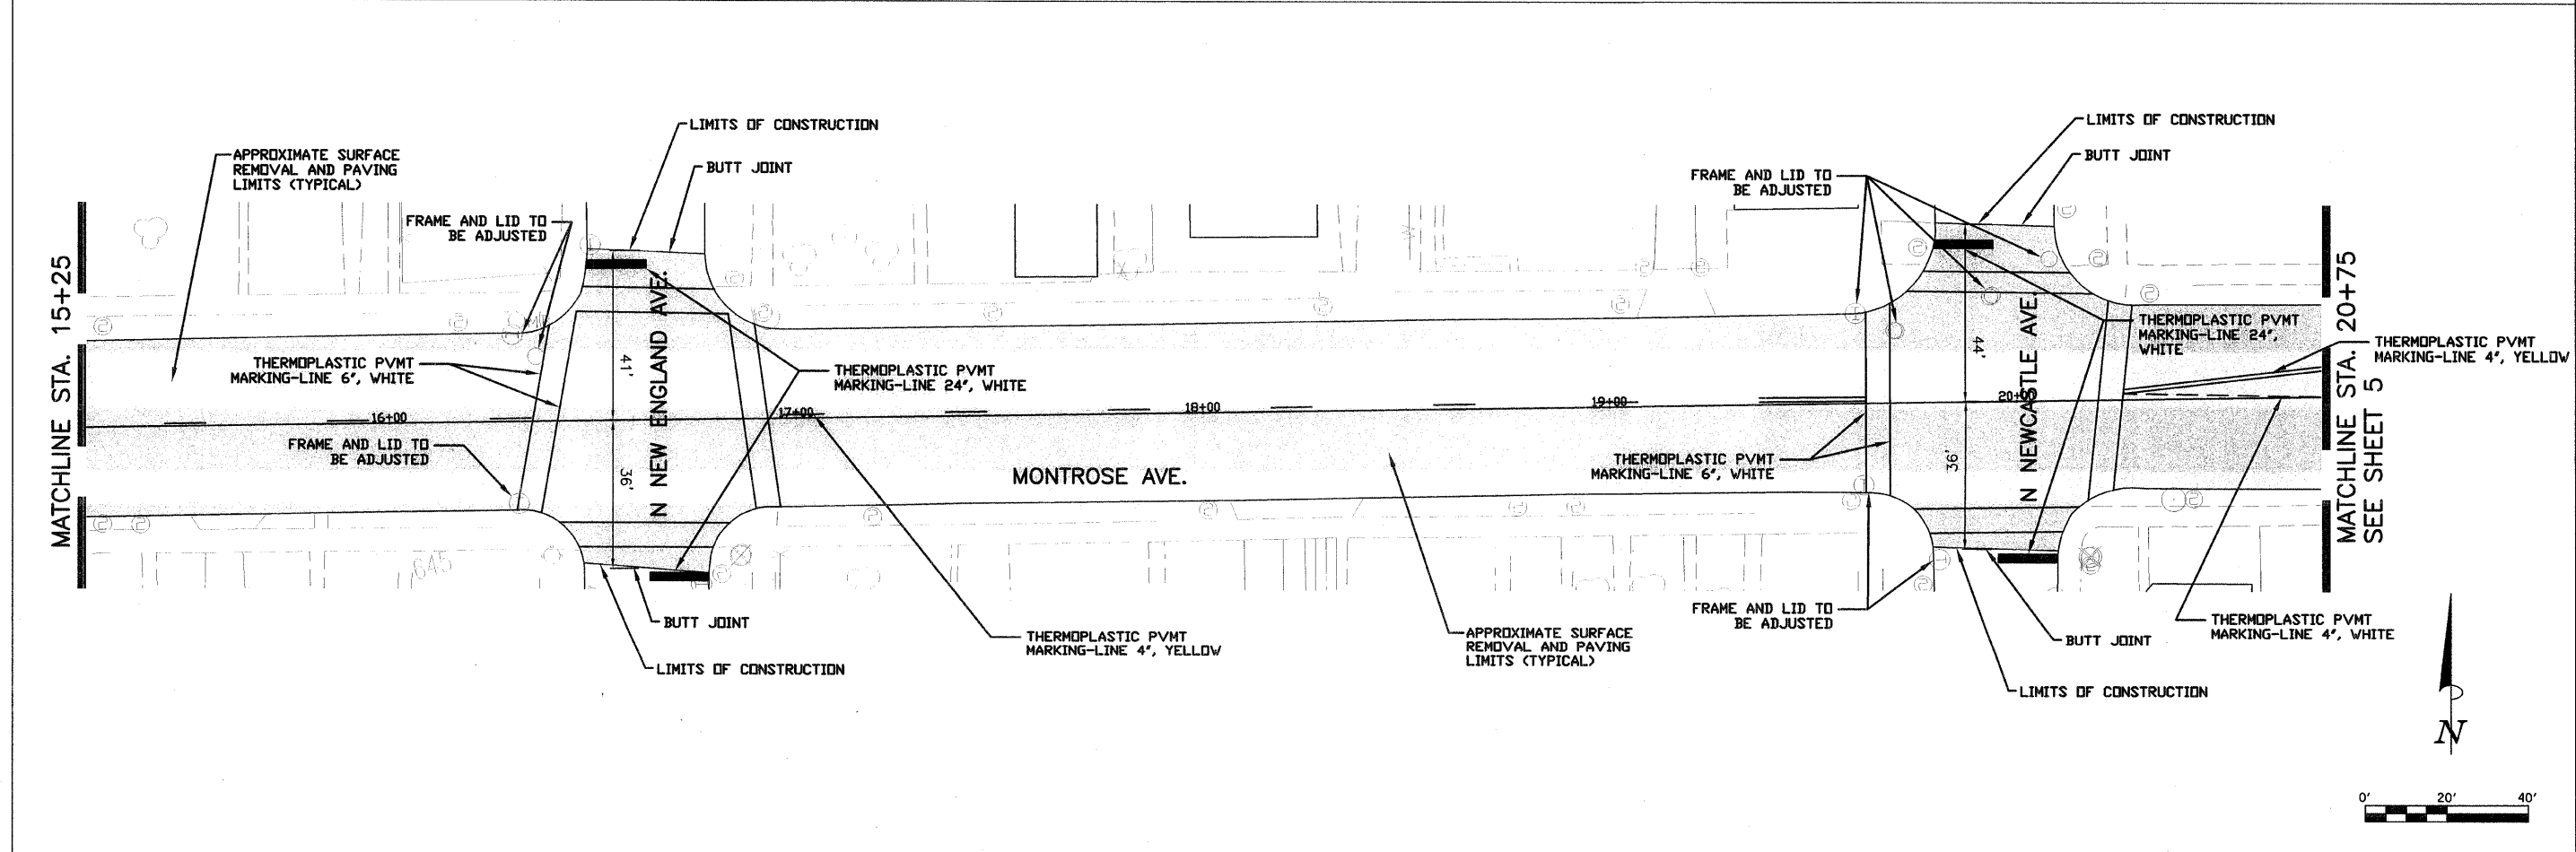 LIMITS OF CONSTRUCTION
BUTT JOINT
APPROXIMATE SURFACE
REMOVAL AND PAVING
LIMITS (TYPICAL)
FRAME AND LID TO
BE ADJUSTED
MATCHLINE STA. 15+25
THERMOPLASTIC PVMT
MARKING-LINE 6", WHITE
FRAME AND LID TO
BE ADJUSTED
16+00
41'
36'
N NEW ENGLAND AVE.
THERMOPLASTIC PVMT
MARKING-LINE 24", WHITE
17+00
645
BUTT JOINT
LIMITS OF CONSTRUCTION
THERMOPLASTIC PVMT
MARKING-LINE 4", YELLOW
MONTROSE AVE.
18+00
19+00
APPROXIMATE SURFACE
REMOVAL AND PAVING
LIMITS (TYPICAL)
LIMITS OF CONSTRUCTION
BUTT JOINT
FRAME AND LID TO
BE ADJUSTED
THERMOPLASTIC PVMT
MARKING-LINE 6", WHITE
FRAME AND LID TO
BE ADJUSTED
44'
36'
20+00
N NEWCASTLE AVE.
THERMOPLASTIC PVMT
MARKING-LINE 24",
WHITE
THERMOPLASTIC PVMT
MARKING-LINE 4", YELLOW
MATCHLINE STA. 20+75
SEE SHEET 5
THERMOPLASTIC PVMT
MARKING-LINE 4", WHITE
BUTT JOINT
LIMITS OF CONSTRUCTION
N
0' 20' 40'